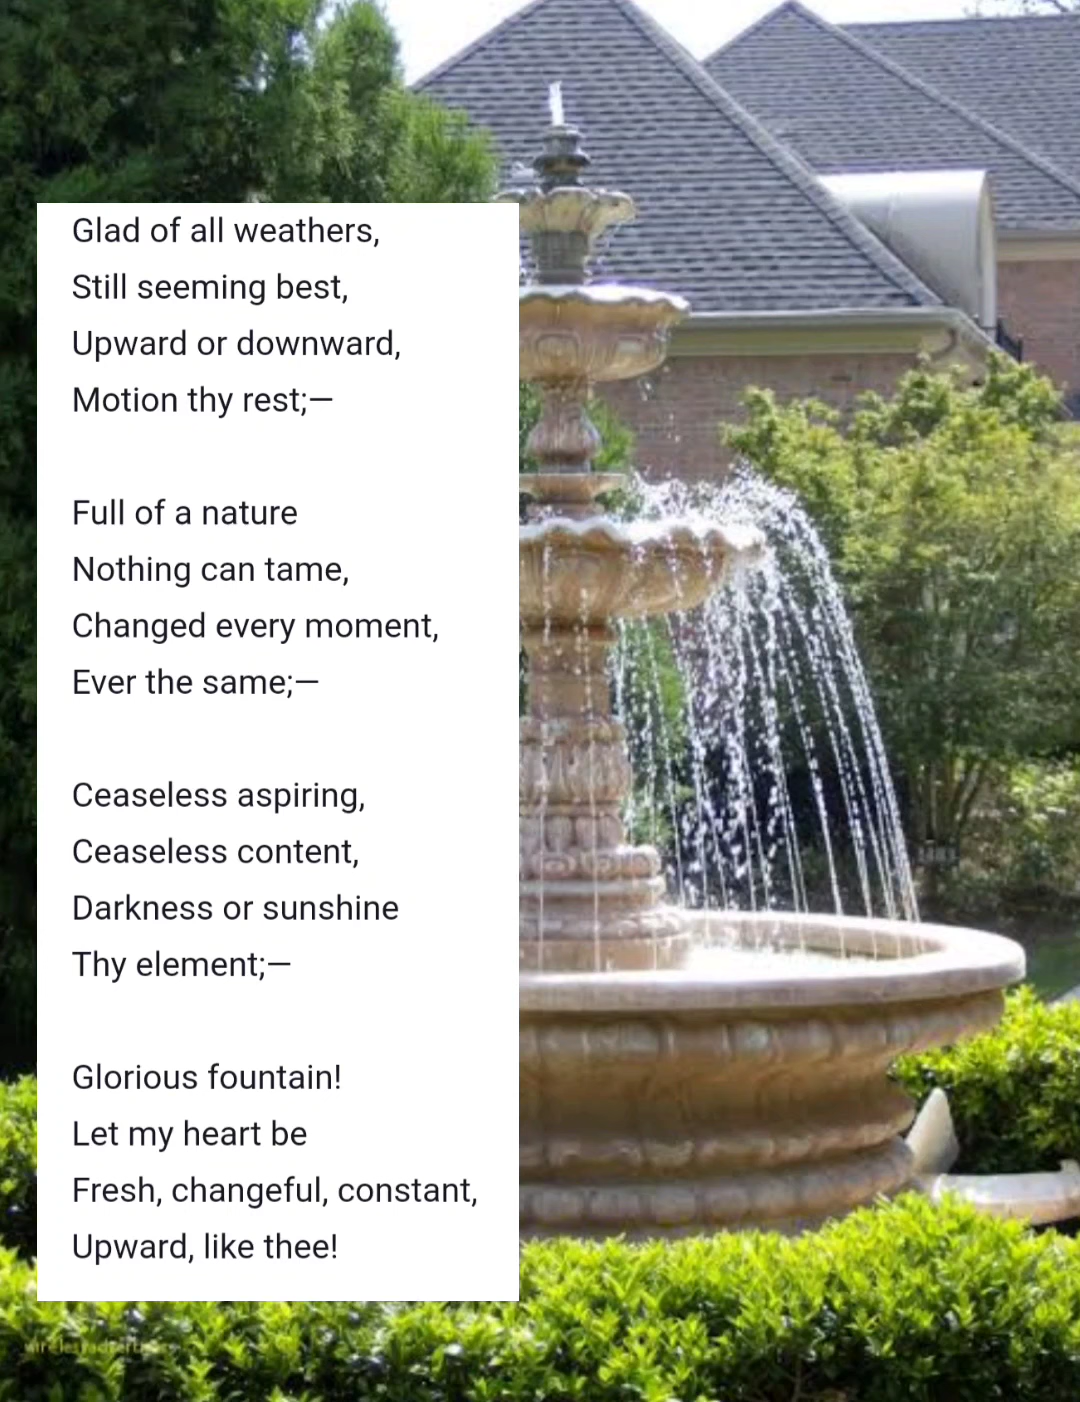 Glad of all weathers,
Still seeming best,
Upward or downward,
Motion thy rest;—
Full of a nature
Nothing can tame,
Changed every moment,
Ever the same;—
Ceaseless aspiring,
Ceaseless content,
Darkness or sunshine
Thy element;—
Glorious fountain!
Let my heart be
Fresh, changeful, constant,
Upward, like thee!